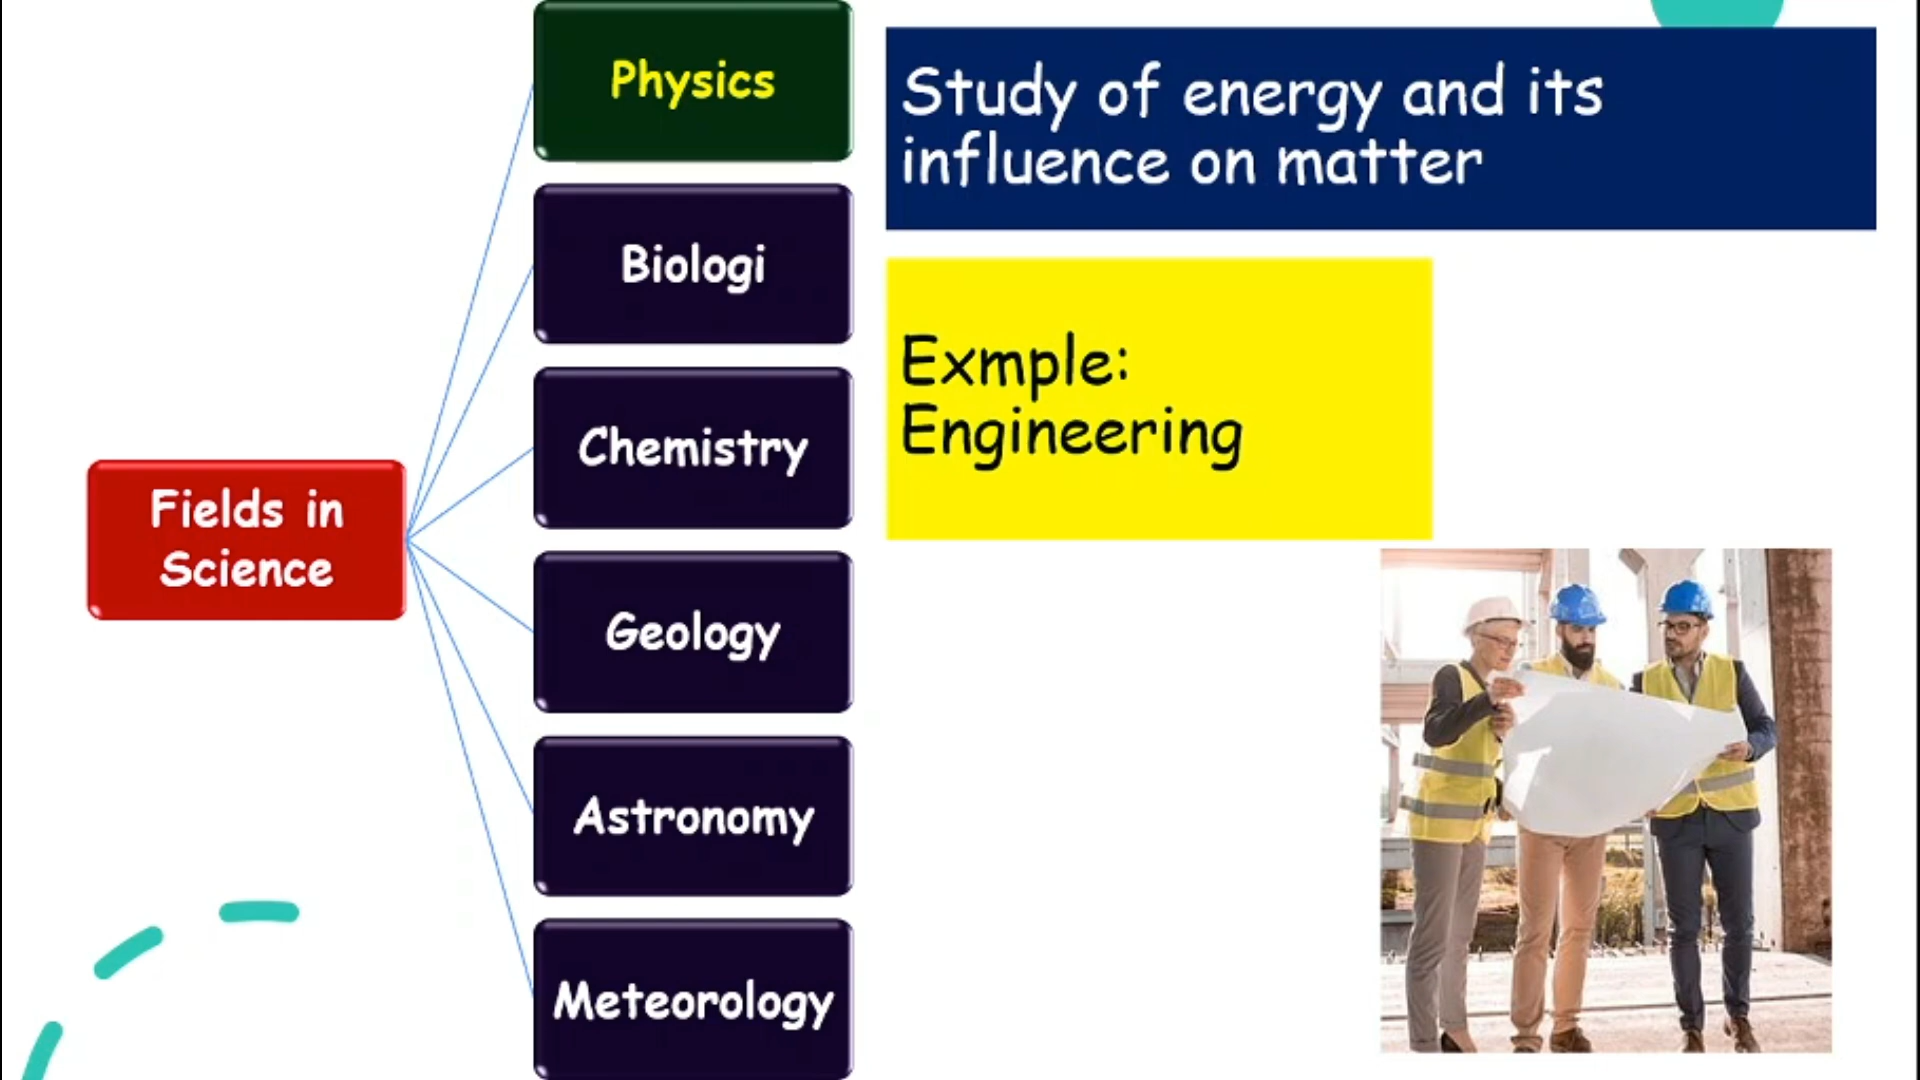 Fields in
Science
Physics
Biologi
Chemistry
Geology
Astronomy
Meteorology
Study of energy and its
influence on matter
Exmple:
Engineering